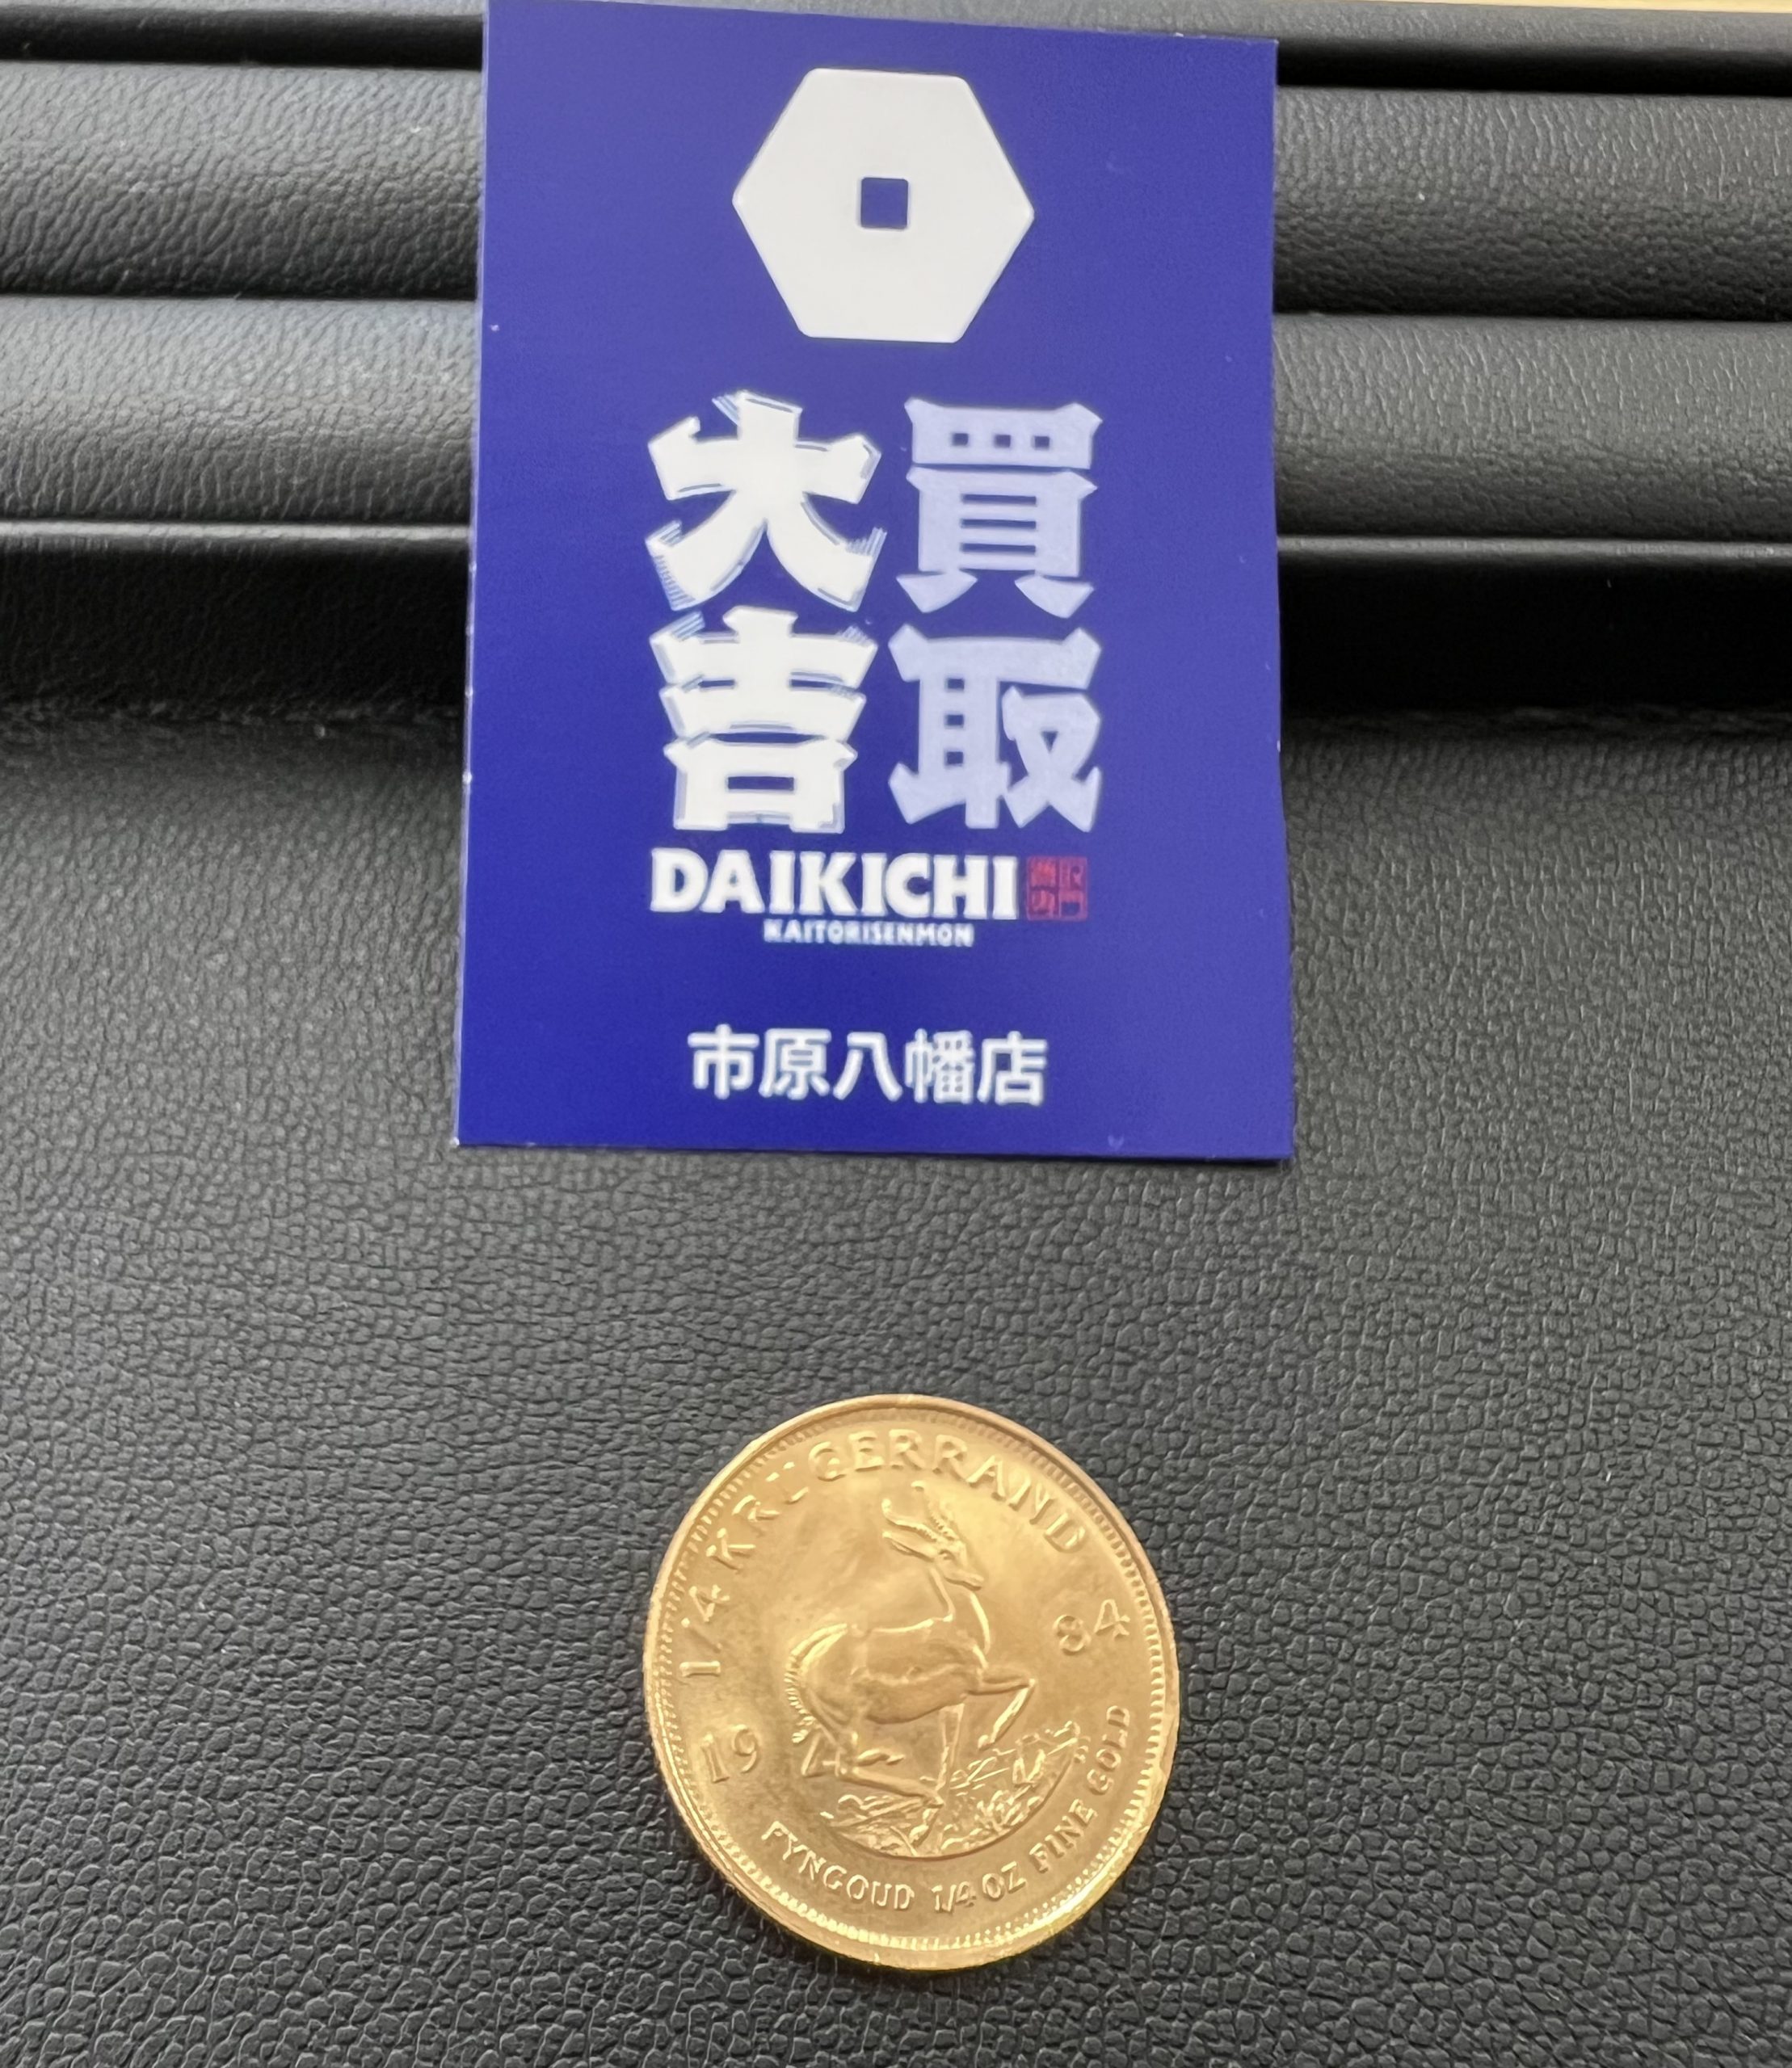 買取
大吉
DAIKICHI
KAITORISENMON
市原八幡店
1/4 KRUGERRAND
19 84
FYNGOUD 1/4 OZ FINE GOLD